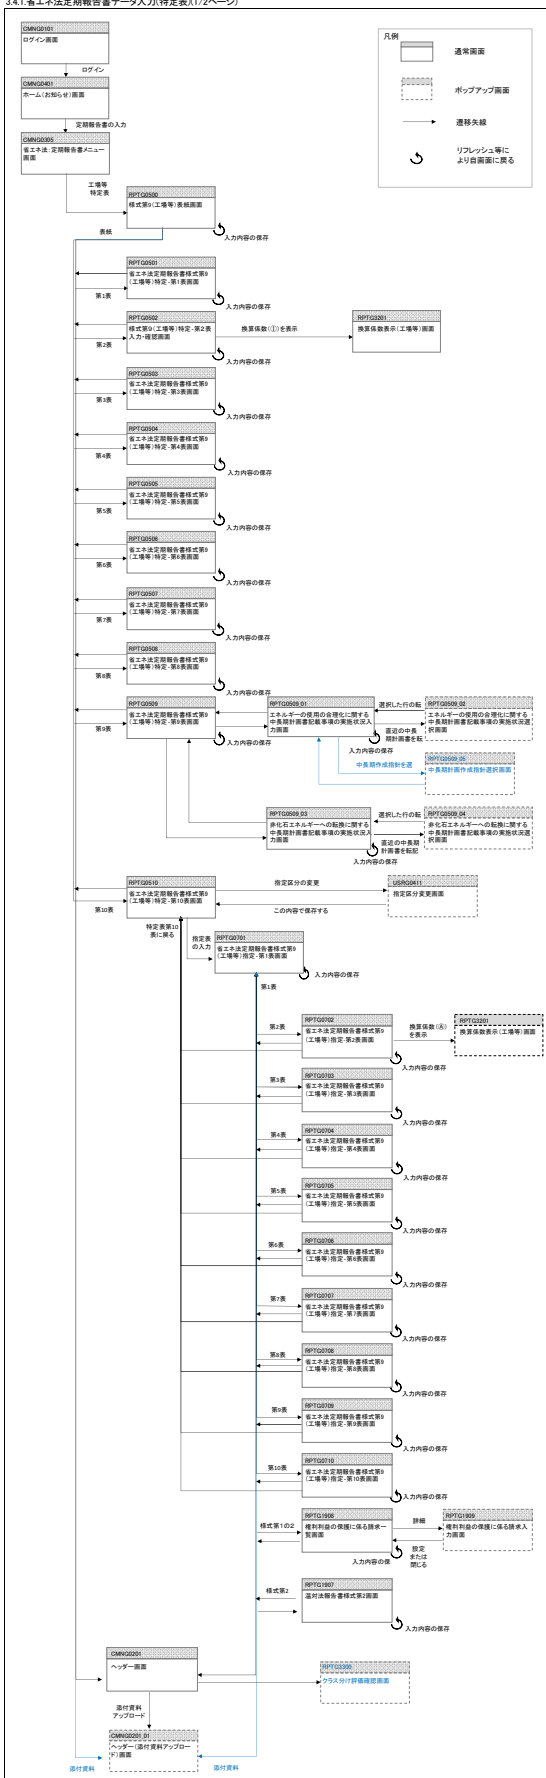 3.4.1.省エネ法定期報告書データ入力(特定表)(1/2ページ)
凡例
通常画面
ポップアップ画面
遷移矢線
リフレッシュ等に
より自画面に戻る
CMNG0101
ログイン画面
ログイン
CMNG0401
ホーム(お知らせ)画面
定期報告書の入力
CMNG0305
省エネ法:定期報告書メニュー
画面
工場等
特定表
RPTG0500
様式第9(工場等)表紙画面
入力内容の保存
表紙
RPTG0501
省エネ法定期報告書様式第9
(工場等)特定-第1表画面
第1表
入力内容の保存
RPTG0502
様式第9(工場等)特定-第2表
入力・確認画面
第2表
入力内容の保存
換算係数(①)を表示
RPTG3201
換算係数表示(工場等)画面
RPTG0503
省エネ法定期報告書様式第9
(工場等)特定-第3表画面
第3表
入力内容の保存
RPTG0504
省エネ法定期報告書様式第9
(工場等)特定-第4表画面
第4表
入力内容の保存
RPTG0505
省エネ法定期報告書様式第9
(工場等)特定-第5表画面
第5表
入力内容の保存
RPTG0506
省エネ法定期報告書様式第9
(工場等)特定-第6表画面
第6表
入力内容の保存
RPTG0507
省エネ法定期報告書様式第9
(工場等)特定-第7表画面
第7表
入力内容の保存
RPTG0508
省エネ法定期報告書様式第9
(工場等)特定-第8表画面
第8表
入力内容の保存
RPTG0509
省エネ法定期報告書様式第9
(工場等)特定-第9表画面
第9表
入力内容の保存
RPTG0509_01
エネルギーの使用の合理化に関する
中長期計画書記載事項の実施状況入
力画面
入力内容の保存
選択した行の転
直近の中長
期計画書を転
RPTG0509_02
エネルギーの使用の合理化に関する
中長期計画書記載事項の実施状況選
択画面
中長期作成指針を選
RPTG0509_05
中長期計画作成指針選択画面
RPTG0509_03
非化石エネルギーへの転換に関する
中長期計画書記載事項の実施状況入
力画面
入力内容の保存
選択した行の転
直近の中長期
計画書を転記
RPTG0509_04
非化石エネルギーへの転換に関する
中長期計画書記載事項の実施状況選
択画面
RPTG0510
省エネ法定期報告書様式第9
(工場等)特定-第10表画面
第10表
指定区分の変更
この内容で保存する
USRG0411
指定区分変更画面
特定表第10
表に戻る
指定表
の入力
RPTG0701
省エネ法定期報告書様式第9
(工場等)指定-第1表画面
入力内容の保存
第1表
RPTG0702
省エネ法定期報告書様式第9
(工場等)指定-第2表画面
第2表
入力内容の保存
換算係数(Ⓐ)
を表示
RPTG3201
換算係数表示(工場等)画面
RPTG0703
省エネ法定期報告書様式第9
(工場等)指定-第3表画面
第3表
入力内容の保存
RPTG0704
省エネ法定期報告書様式第9
(工場等)指定-第4表画面
第4表
入力内容の保存
RPTG0705
省エネ法定期報告書様式第9
(工場等)指定-第5表画面
第5表
入力内容の保存
RPTG0706
省エネ法定期報告書様式第9
(工場等)指定-第6表画面
第6表
入力内容の保存
RPTG0707
省エネ法定期報告書様式第9
(工場等)指定-第7表画面
第7表
入力内容の保存
RPTG0708
省エネ法定期報告書様式第9
(工場等)指定-第8表画面
第8表
入力内容の保存
RPTG0709
省エネ法定期報告書様式第9
(工場等)指定-第9表画面
第9表
入力内容の保存
RPTG0710
省エネ法定期報告書様式第9
(工場等)指定-第10表画面
第10表
入力内容の保存
RPTG1908
権利利益の保護に係る請求一
覧画面
様式第1の2
入力内容の保
詳細
設定
または
閉じる
RPTG1909
権利利益の保護に係る請求入
力画面
RPTG1907
温対法報告書様式第2画面
様式第2
入力内容の保存
CMNG0201
ヘッダー画面
RPTG3300
クラス分け評価確認画面
添付資料
アップロード
CMNG0201_01
ヘッダー(添付資料アップロー
ド)画面
添付資料
添付資料